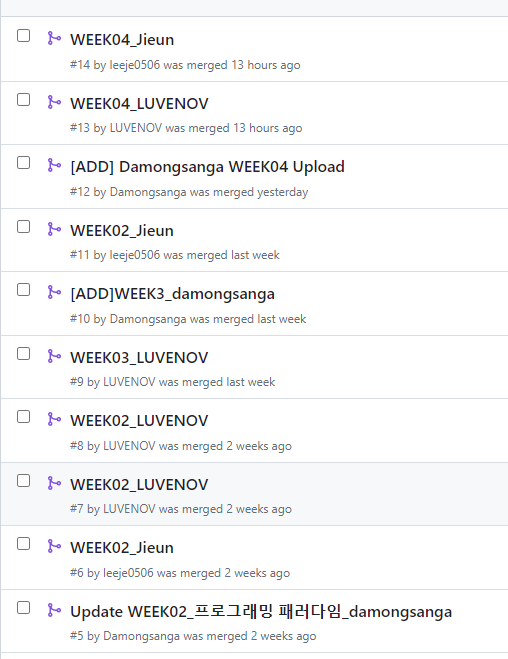 WEEK04_Jieun
#14 by leeje0506 was merged 13 hours ago
WEEK04_LUVENOV
#13 by LUVENOV was merged 13 hours ago
[ADD] Damongsanga WEEK04 Upload
#12 by Damongsanga was merged yesterday
WEEK02_Jieun
#11 by leeje0506 was merged last week
[ADD]WEEK3_damongsanga
#10 by Damongsanga was merged last week
WEEK03_LUVENOV
#9 by LUVENOV was merged last week
WEEK02_LUVENOV
#8 by LUVENOV was merged 2 weeks ago
WEEK02_LUVENOV
#7 by LUVENOV was merged 2 weeks ago
WEEK02_Jieun
#6 by leeje0506 was merged 2 weeks ago
Update WEEK02_프로그래밍 패러다임_damongsanga
#5 by Damongsanga was merged 2 weeks ago